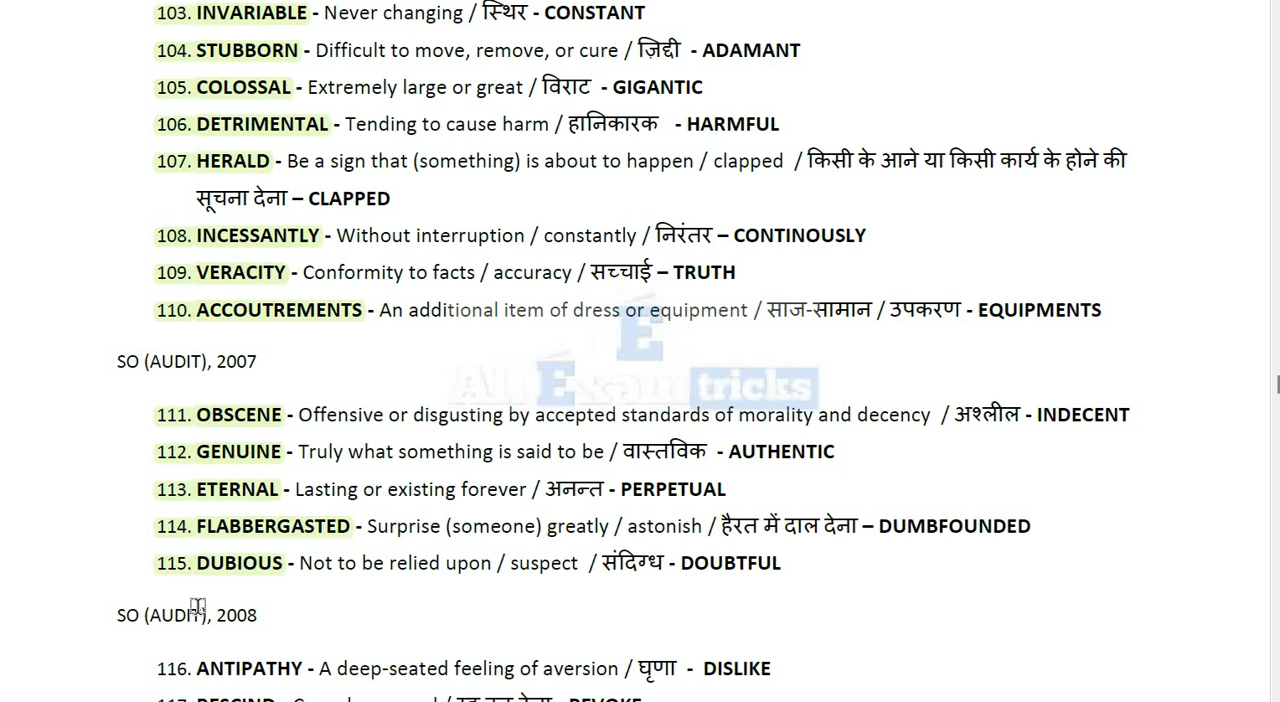 103. INVARIABLE - Never changing / स्थिर - CONSTANT
104. STUBBORN - Difficult to move, remove, or cure / ज़िद्दी - ADAMANT
105. COLOSSAL - Extremely large or great / विराट - GIGANTIC
106. DETRIMENTAL - Tending to cause harm / हानिकारक - HARMFUL
107. HERALD - Be a sign that (something) is about to happen / clapped / किसी के आने या किसी कार्य के होने की
सूचना देना – CLAPPED
108. INCESSANTLY - Without interruption / constantly / निरंतर – CONTINOUSLY
109. VERACITY - Conformity to facts / accuracy / सच्चाई – TRUTH
110. ACCOUTREMENTS - An additional item of dress or equipment / साज-सामान / उपकरण - EQUIPMENTS
E
SO (AUDIT), 2007
All Exam tricks
111. OBSCENE - Offensive or disgusting by accepted standards of morality and decency / अश्लील - INDECENT
112. GENUINE - Truly what something is said to be / वास्तविक - AUTHENTIC
113. ETERNAL - Lasting or existing forever / अनन्त - PERPETUAL
114. FLABBERGASTED - Surprise (someone) greatly / astonish / हैरत में दाल देना – DUMBFOUNDED
115. DUBIOUS - Not to be relied upon / suspect / संदिग्ध - DOUBTFUL
SO (AUDIT), 2008
116. ANTIPATHY - A deep-seated feeling of aversion / घृणा - DISLIKE